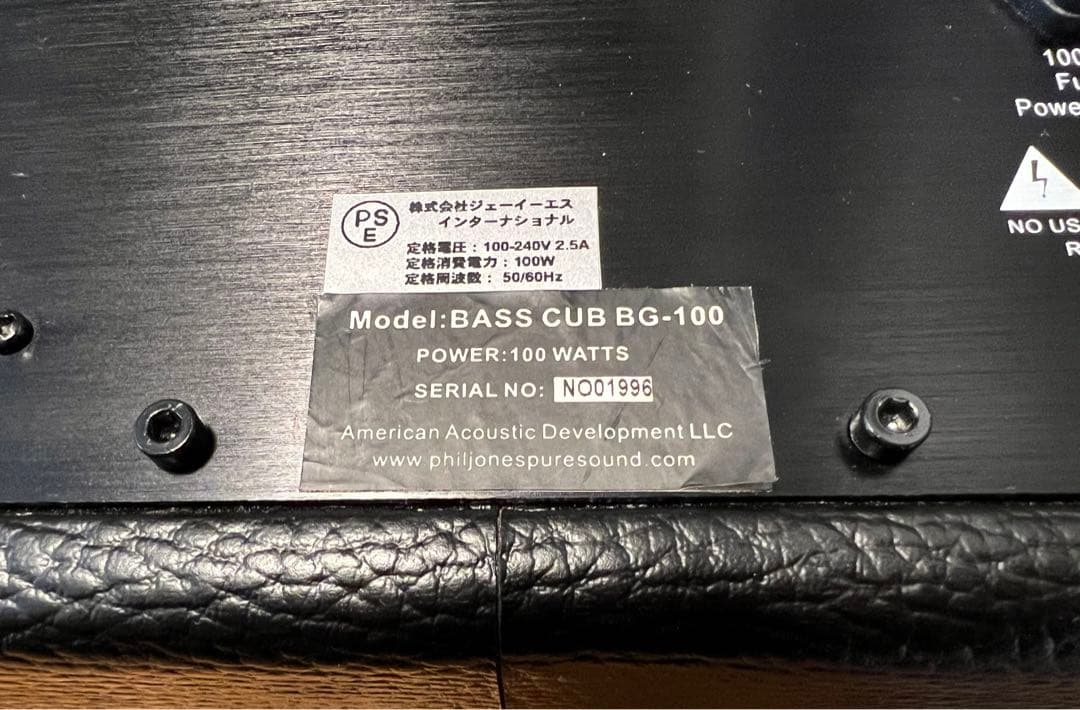 100
Fu
Powe
NO US
R
PS
E
株式会社ジェーイーエス
インターナショナル
定格電圧：100-240V 2.5A
定格消費電力：100W
定格周波数： 50/60Hz
Model:BASS CUB BG-100
POWER:100 WATTS
SERIAL NO: NO01996
American Acoustic Development LLC
www philjonespuresound.com